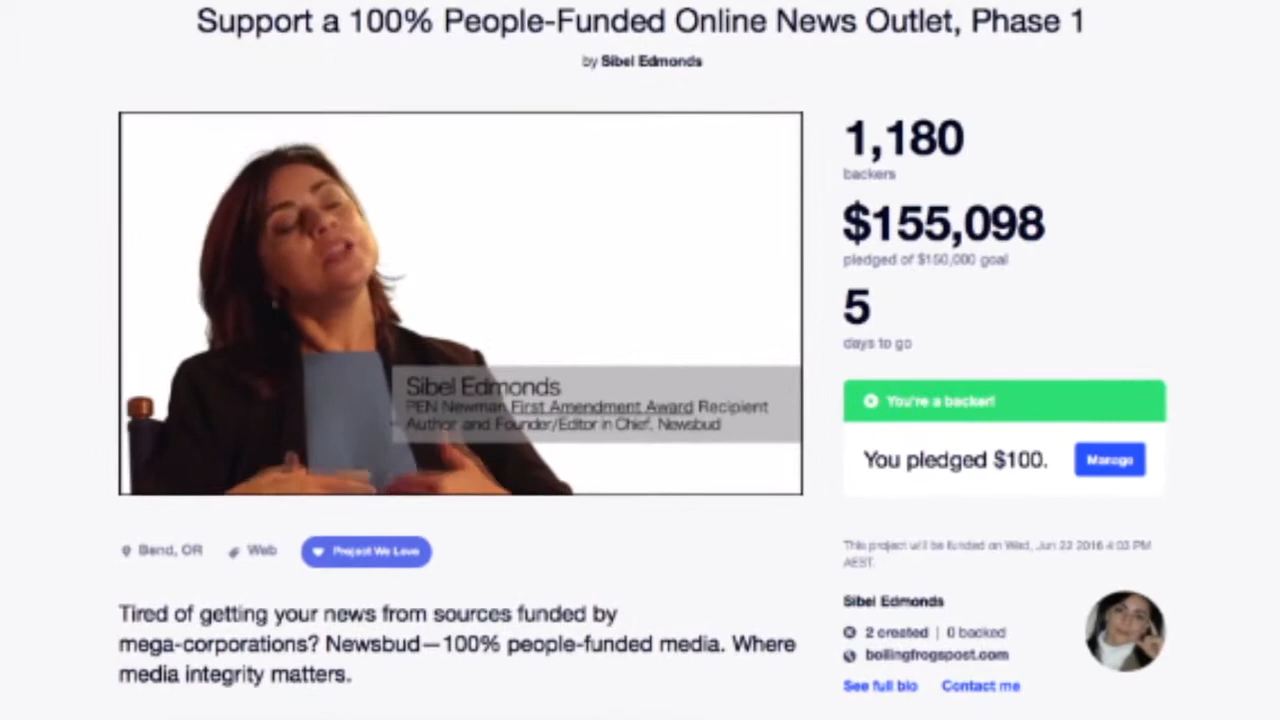 Support a 100% People-Funded Online News Outlet, Phase 1
by Sibel Edmonds
Sibel Edmonds
PEN Newman First Amendment Award Recipient
Author and Founder/Editor in Chief, Newsbud
1,180
backers
$155,098
pledged of $150,000 goal
5
days to go
You're a backer!
You pledged $100.
Manage
Bend, OR
Web
Project We Love
This project will be funded on Wed, Jun 22 2016 4:03 PM
AEST.
Tired of getting your news from sources funded by
mega-corporations? Newsbud—100% people-funded media. Where
media integrity matters.
Sibel Edmonds
2 created | 0 backed
boilingfrogspost.com
See full bio
Contact me